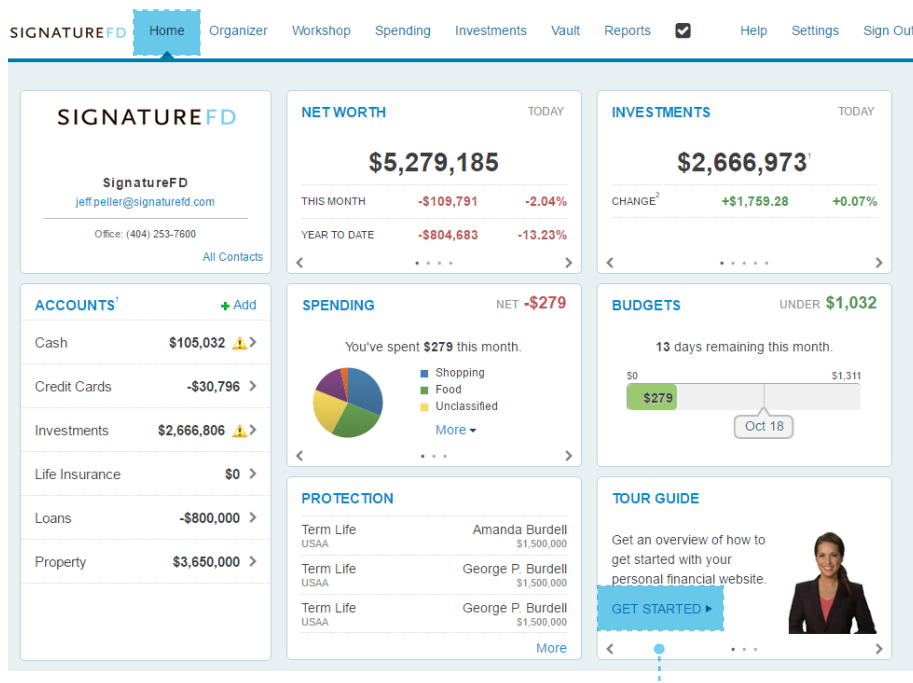 SIGNATUREFD Home Organizer Workshop Spending Investments Vault Reports Help Settings Sign Out
SIGNATUREFD
SignatureFD
jeff.peller@signaturefd.com
Office: (404) 253-7600
All Contacts
NET WORTH TODAY
$5,279,185
THIS MONTH -$109,791 -2.04%
YEAR TO DATE -$804,683 -13.23%
INVESTMENTS TODAY
$2,666,973¹
CHANGE² +$1,759.28 +0.07%
ACCOUNTS† + Add
Cash $105,032
Credit Cards -$30,796
Investments $2,666,806
Life Insurance $0
Loans -$800,000
Property $3,650,000
SPENDING NET -$279
You've spent $279 this month.
Shopping
Food
Unclassified
More
BUDGETS UNDER $1,032
13 days remaining this month.
$0 $1,311
$279
Oct 18
PROTECTION
Term Life Amanda Burdell
USAA $1,500,000
Term Life George P. Burdell
USAA $1,500,000
Term Life George P. Burdell
USAA $1,500,000
More
TOUR GUIDE
Get an overview of how to
get started with your
personal financial website.
GET STARTED